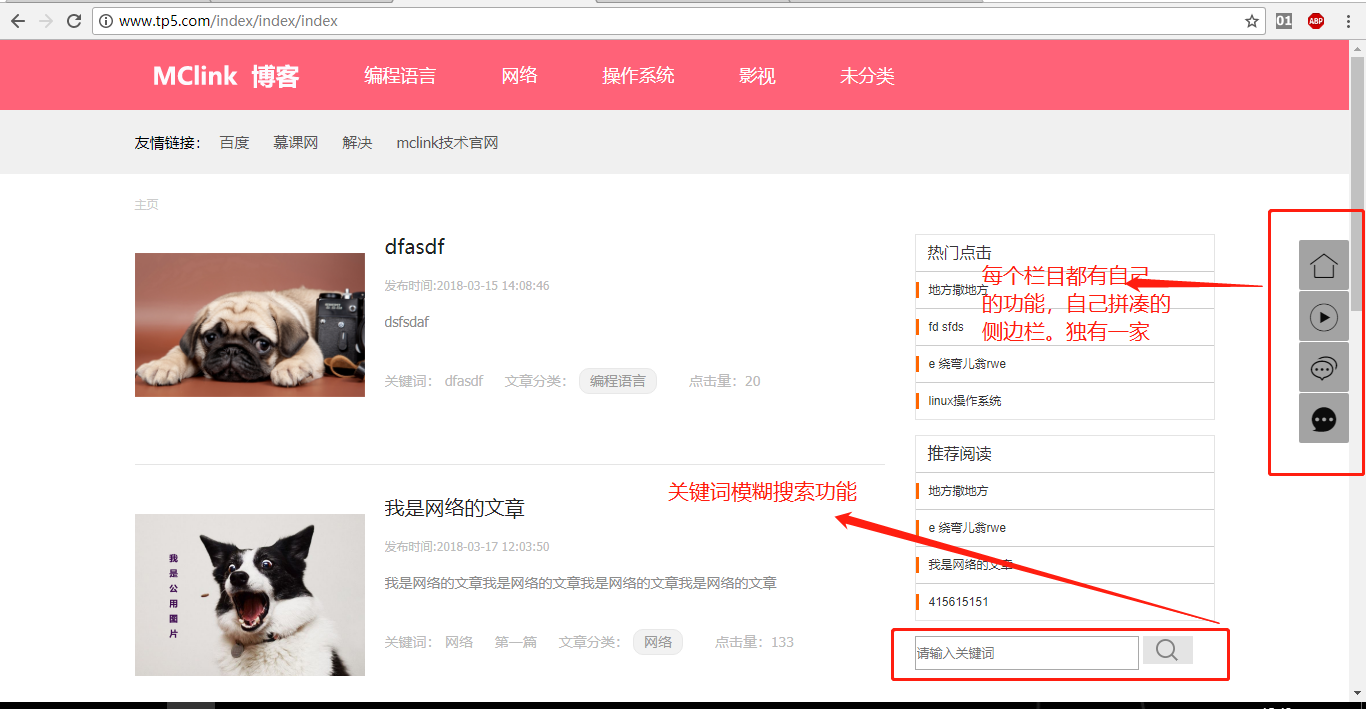 www.tp5.com/index/index/index
01
ABP
MClink 博客
编程语言
网络
操作系统
影视
未分类
友情链接：
百度
慕课网
解决
mclink技术官网
主页
dfasdf
发布时间:2018-03-15 14:08:46
dsfsdaf
关键词： dfasdf 文章分类： 编程语言 点击量：20
我是网络的文章
发布时间:2018-03-17 12:03:50
我是网络的文章我是网络的文章我是网络的文章我是网络的文章
关键词： 网络 第一篇 文章分类： 网络 点击量：133
我是公用图片
热门点击
地方撒地方
fd sfds
e 绕弯儿翁rwe
linux操作系统
推荐阅读
地方撒地方
e 绕弯儿翁rwe
我是网络的文章
415615151
请输入关键词
每个栏目都有自己
的功能，自己拼凑的
侧边栏。独有一家
关键词模糊搜索功能